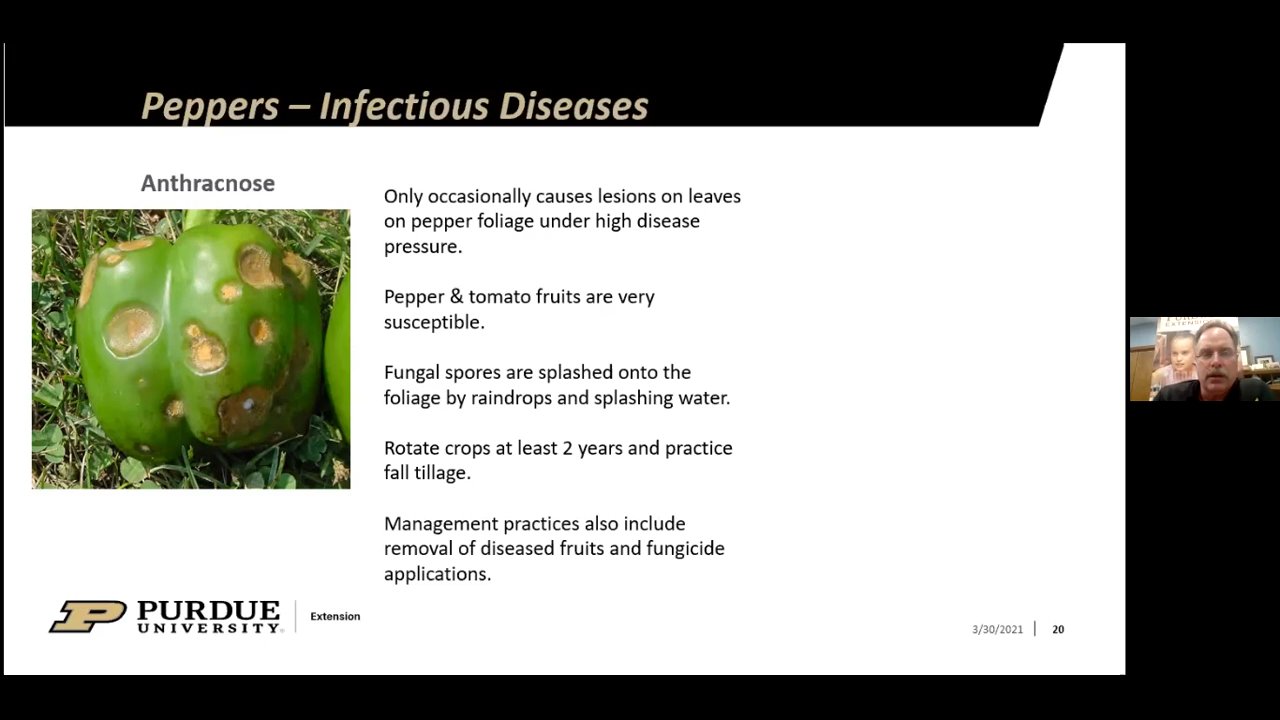 Peppers – Infectious Diseases
Anthracnose
Only occasionally causes lesions on leaves
on pepper foliage under high disease
pressure.
Pepper & tomato fruits are very
susceptible.
Fungal spores are splashed onto the
foliage by raindrops and splashing water.
Rotate crops at least 2 years and practice
fall tillage.
Management practices also include
removal of diseased fruits and fungicide
applications.
PURDUE
UNIVERSITY
Extension
3/30/2021
20